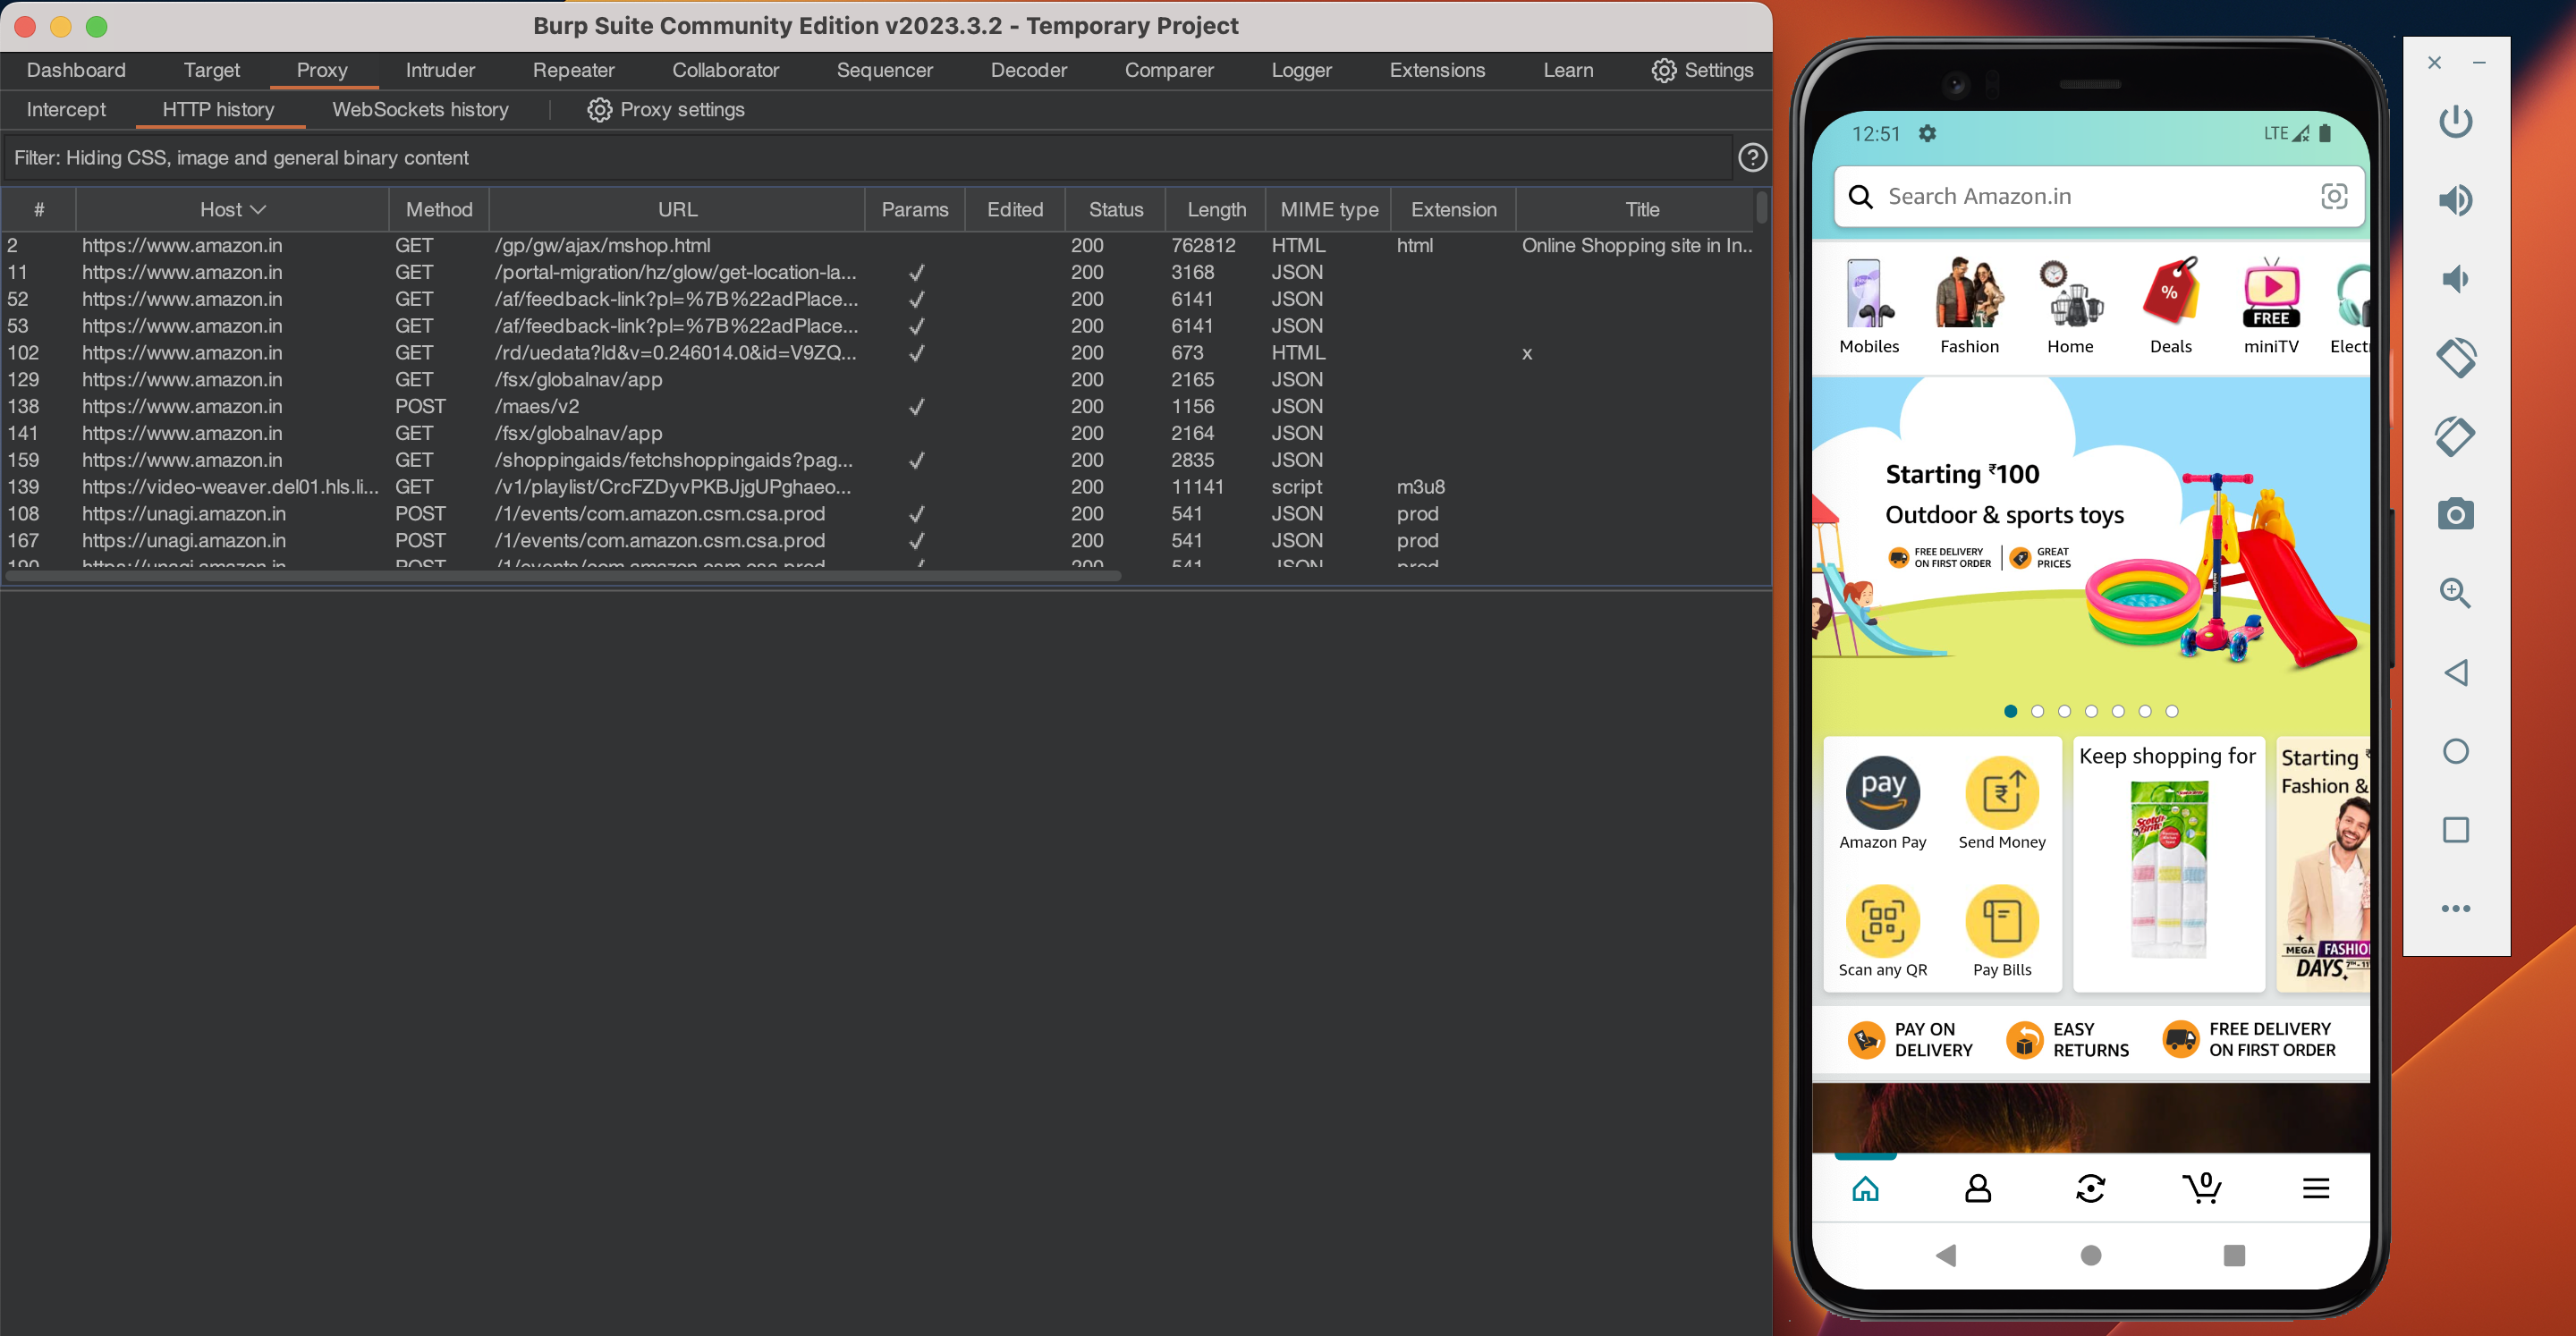 Burp Suite Community Edition v2023.3.2 - Temporary Project
Dashboard Target Proxy Intruder Repeater Collaborator Sequencer Decoder Comparer Logger Extensions Learn Settings
Intercept HTTP history WebSockets history Proxy settings
Filter: Hiding CSS, image and general binary content
# Host Method URL Params Edited Status Length MIME type Extension Title
2 https://www.amazon.in GET /gp/gw/ajax/mshop.html 200 762812 HTML html Online Shopping site in In..
11 https://www.amazon.in GET /portal-migration/hz/glow/get-location-la... ✓ 200 3168 JSON
52 https://www.amazon.in GET /af/feedback-link?pl=%7B%22adPlace... ✓ 200 6141 JSON
53 https://www.amazon.in GET /af/feedback-link?pl=%7B%22adPlace... ✓ 200 6141 JSON
102 https://www.amazon.in GET /rd/uedata?ld&v=0.246014.0&id=V9ZQ... ✓ 200 673 HTML x
129 https://www.amazon.in GET /fsx/globalnav/app 200 2165 JSON
138 https://www.amazon.in POST /maes/v2 ✓ 200 1156 JSON
141 https://www.amazon.in GET /fsx/globalnav/app 200 2164 JSON
159 https://www.amazon.in GET /shoppingaids/fetchshoppingaids?pag... ✓ 200 2835 JSON
139 https://video-weaver.del01.hls.li... GET /v1/playlist/CrcFZDyvPKBJjgUPghaeo... 200 11141 script m3u8
108 https://unagi.amazon.in POST /1/events/com.amazon.csm.csa.prod ✓ 200 541 JSON prod
167 https://unagi.amazon.in POST /1/events/com.amazon.csm.csa.prod ✓ 200 541 JSON prod
190 https://unagi.amazon.in POST /1/events/com.amazon.csm.csa.prod ✓ 200 541 JSON prod
12:51 LTE
Search Amazon.in
%
FREE
Mobiles Fashion Home Deals miniTV Electr
Starting ₹100
Outdoor & sports toys
FREE DELIVERY
ON FIRST ORDER
GREAT
PRICES
pay
Amazon Pay
Send Money
Scan any QR
Pay Bills
Keep shopping for
Scotch
Brite
Starting ₹
Fashion &
MEGA FASHIO
DAYS
PAY ON
DELIVERY
EASY
RETURNS
FREE DELIVERY
ON FIRST ORDER
0